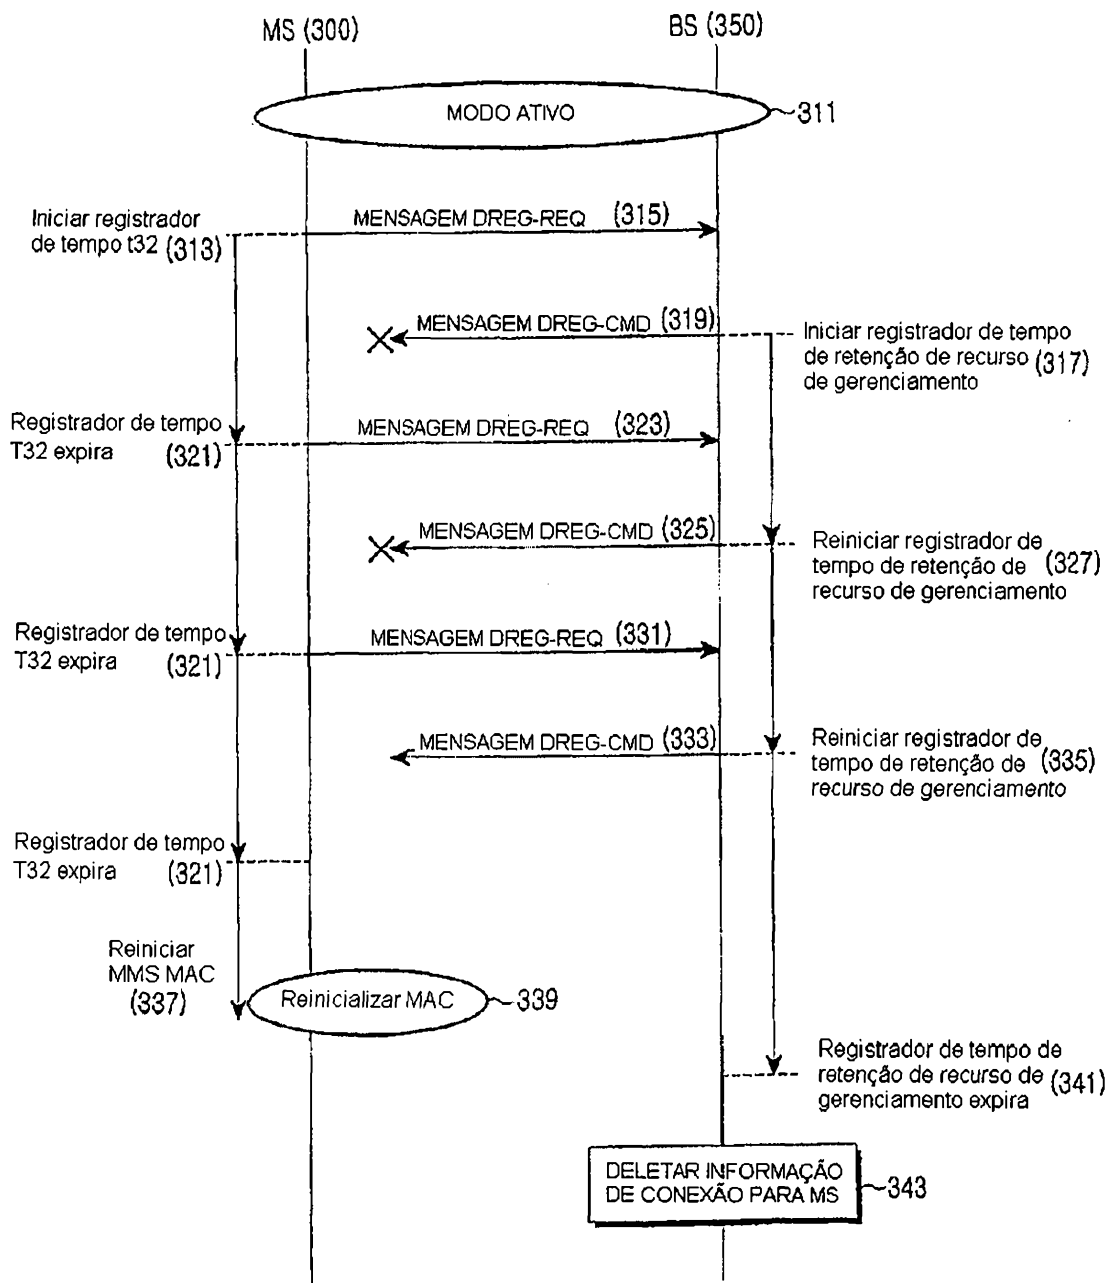 MS (300)
BS (350)
MODO ATIVO
311
Iniciar registrador
de tempo t32 (313)
MENSAGEM DREG-REQ (315)
MENSAGEM DREG-CMD (319)
Iniciar registrador de tempo
de retenção de recurso (317)
de gerenciamento
Registrador de tempo
T32 expira (321)
MENSAGEM DREG-REQ (323)
MENSAGEM DREG-CMD (325)
Reiniciar registrador de
tempo de retenção de (327)
recurso de gerenciamento
Registrador de tempo
T32 expira (321)
MENSAGEM DREG-REQ (331)
MENSAGEM DREG-CMD (333)
Reiniciar registrador de
tempo de retenção de (335)
recurso de gerenciamento
Registrador de tempo
T32 expira (321)
Reiniciar
MMS MAC
(337)
Reinicializar MAC
339
Registrador de tempo de
retenção de recurso de (341)
gerenciamento expira
DELETAR INFORMAÇÃO
DE CONEXÃO PARA MS
343